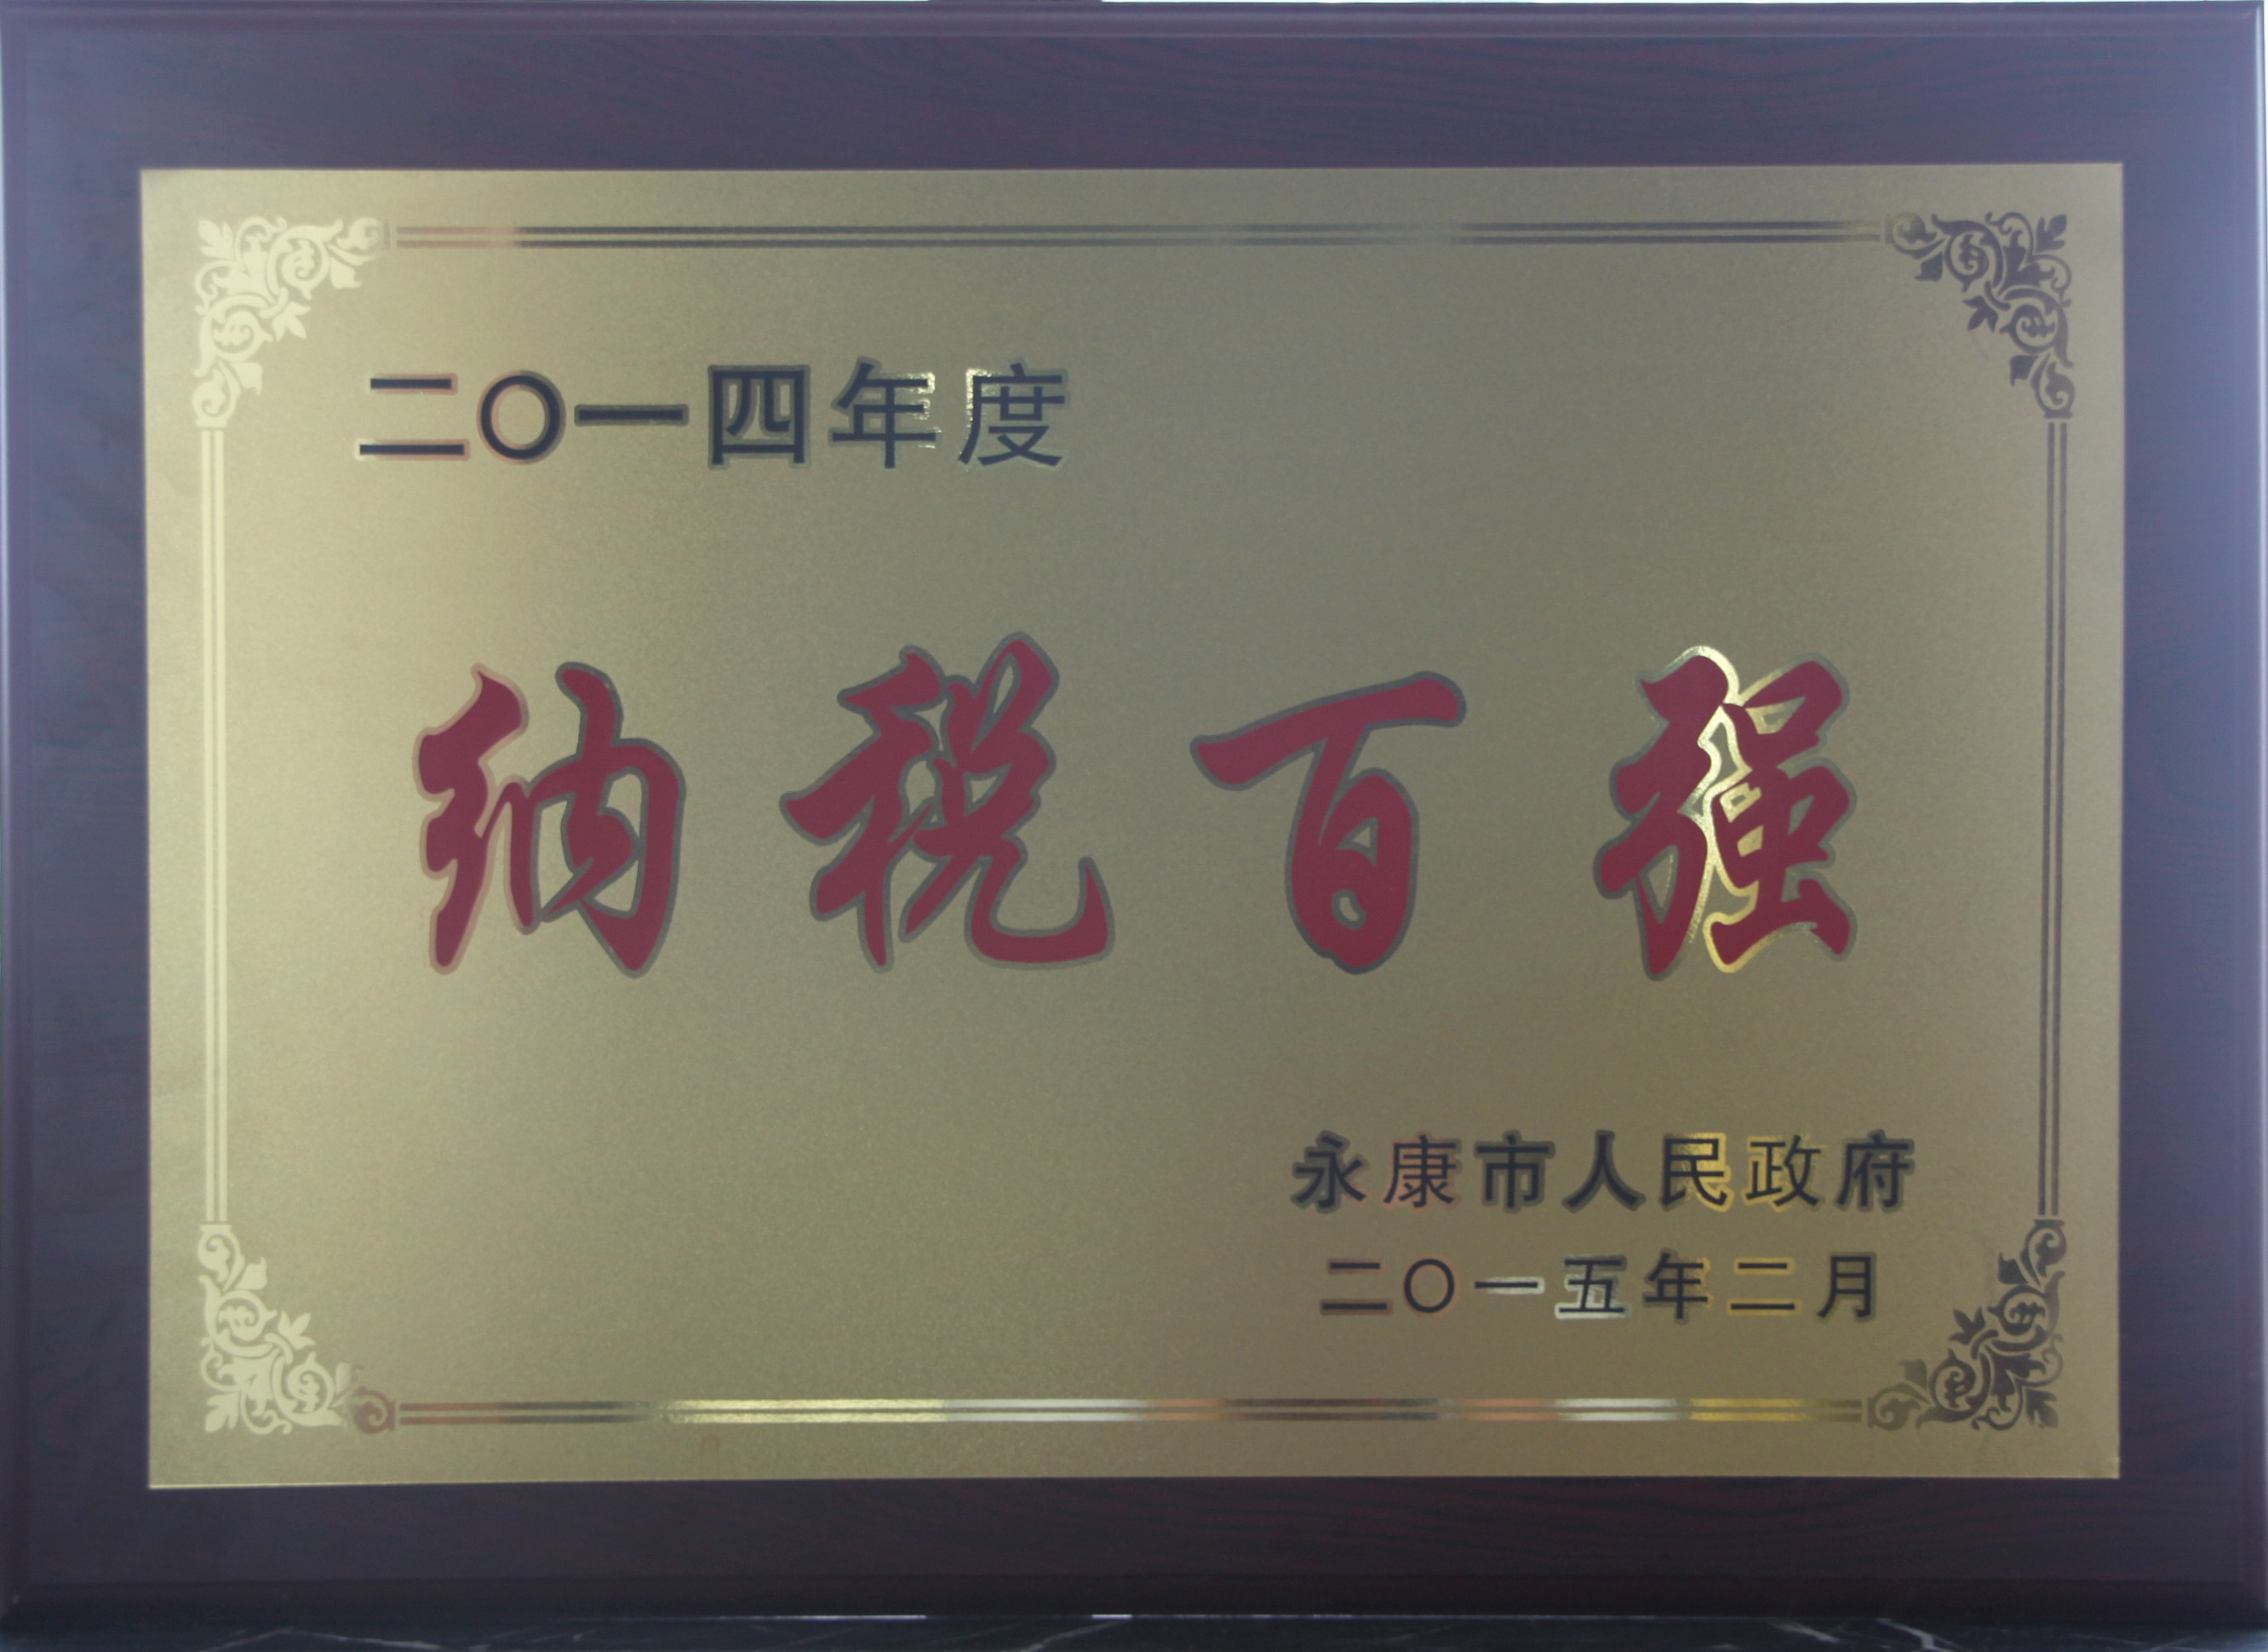 二〇一四年度
纳税百强
永康市人民政府
二〇一五年二月